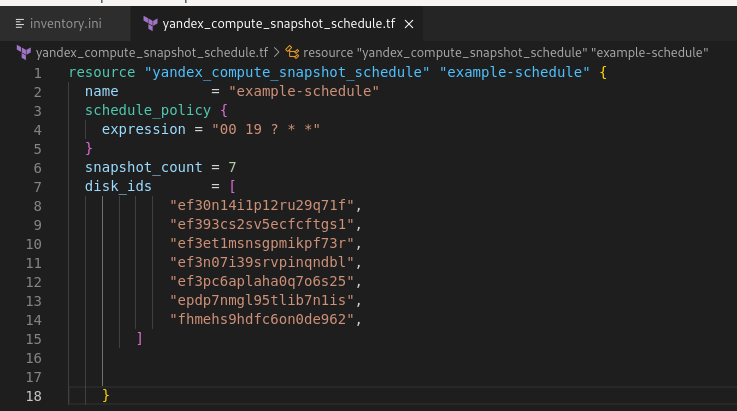 inventory.ini
yandex_compute_snapshot_schedule.tf
yandex_compute_snapshot_schedule.tf > resource "yandex_compute_snapshot_schedule" "example-schedule"
1 resource "yandex_compute_snapshot_schedule" "example-schedule" {
2 name = "example-schedule"
3 schedule_policy {
4 expression = "00 19 ? * *"
5 }
6 snapshot_count = 7
7 disk_ids = [
8 "ef30n14i1p12ru29q71f",
9 "ef393cs2sv5ecfcftgs1",
10 "ef3et1msnsgpmikpf73r",
11 "ef3n07i39srvpinqndbl",
12 "ef3pc6aplaha0q7o6s25",
13 "epdp7nmgl95tlib7n1is",
14 "fhmehs9hdfc6on0de962",
15 ]
16
17
18 }